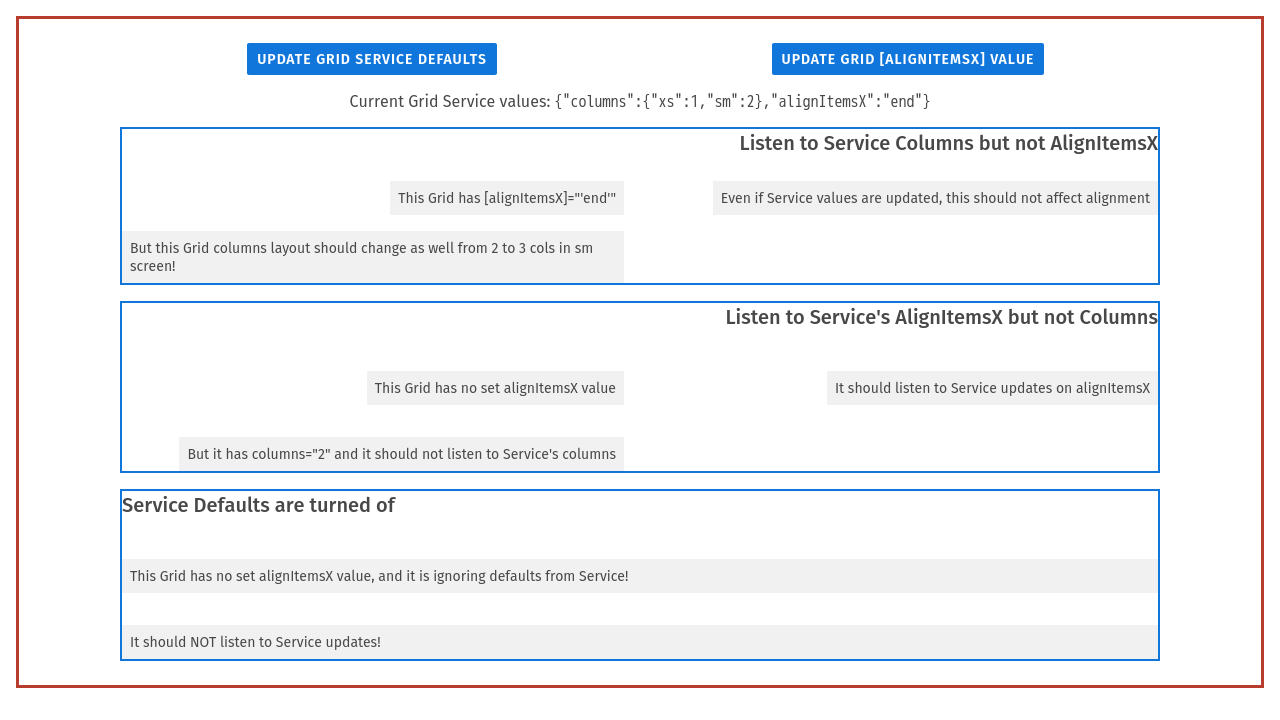 UPDATE GRID SERVICE DEFAULTS
UPDATE GRID [ALIGNITEMSX] VALUE
Current Grid Service values: {"columns":{"xs":1,"sm":2},"alignItemsX":"end"}
Listen to Service Columns but not AlignItemsX
This Grid has [alignItemsX]="'end'"
Even if Service values are updated, this should not affect alignment
But this Grid columns layout should change as well from 2 to 3 cols in sm
screen!
Listen to Service's AlignItemsX but not Columns
This Grid has no set alignItemsX value
It should listen to Service updates on alignItemsX
But it has columns="2" and it should not listen to Service's columns
Service Defaults are turned of
This Grid has no set alignItemsX value, and it is ignoring defaults from Service!
It should NOT listen to Service updates!